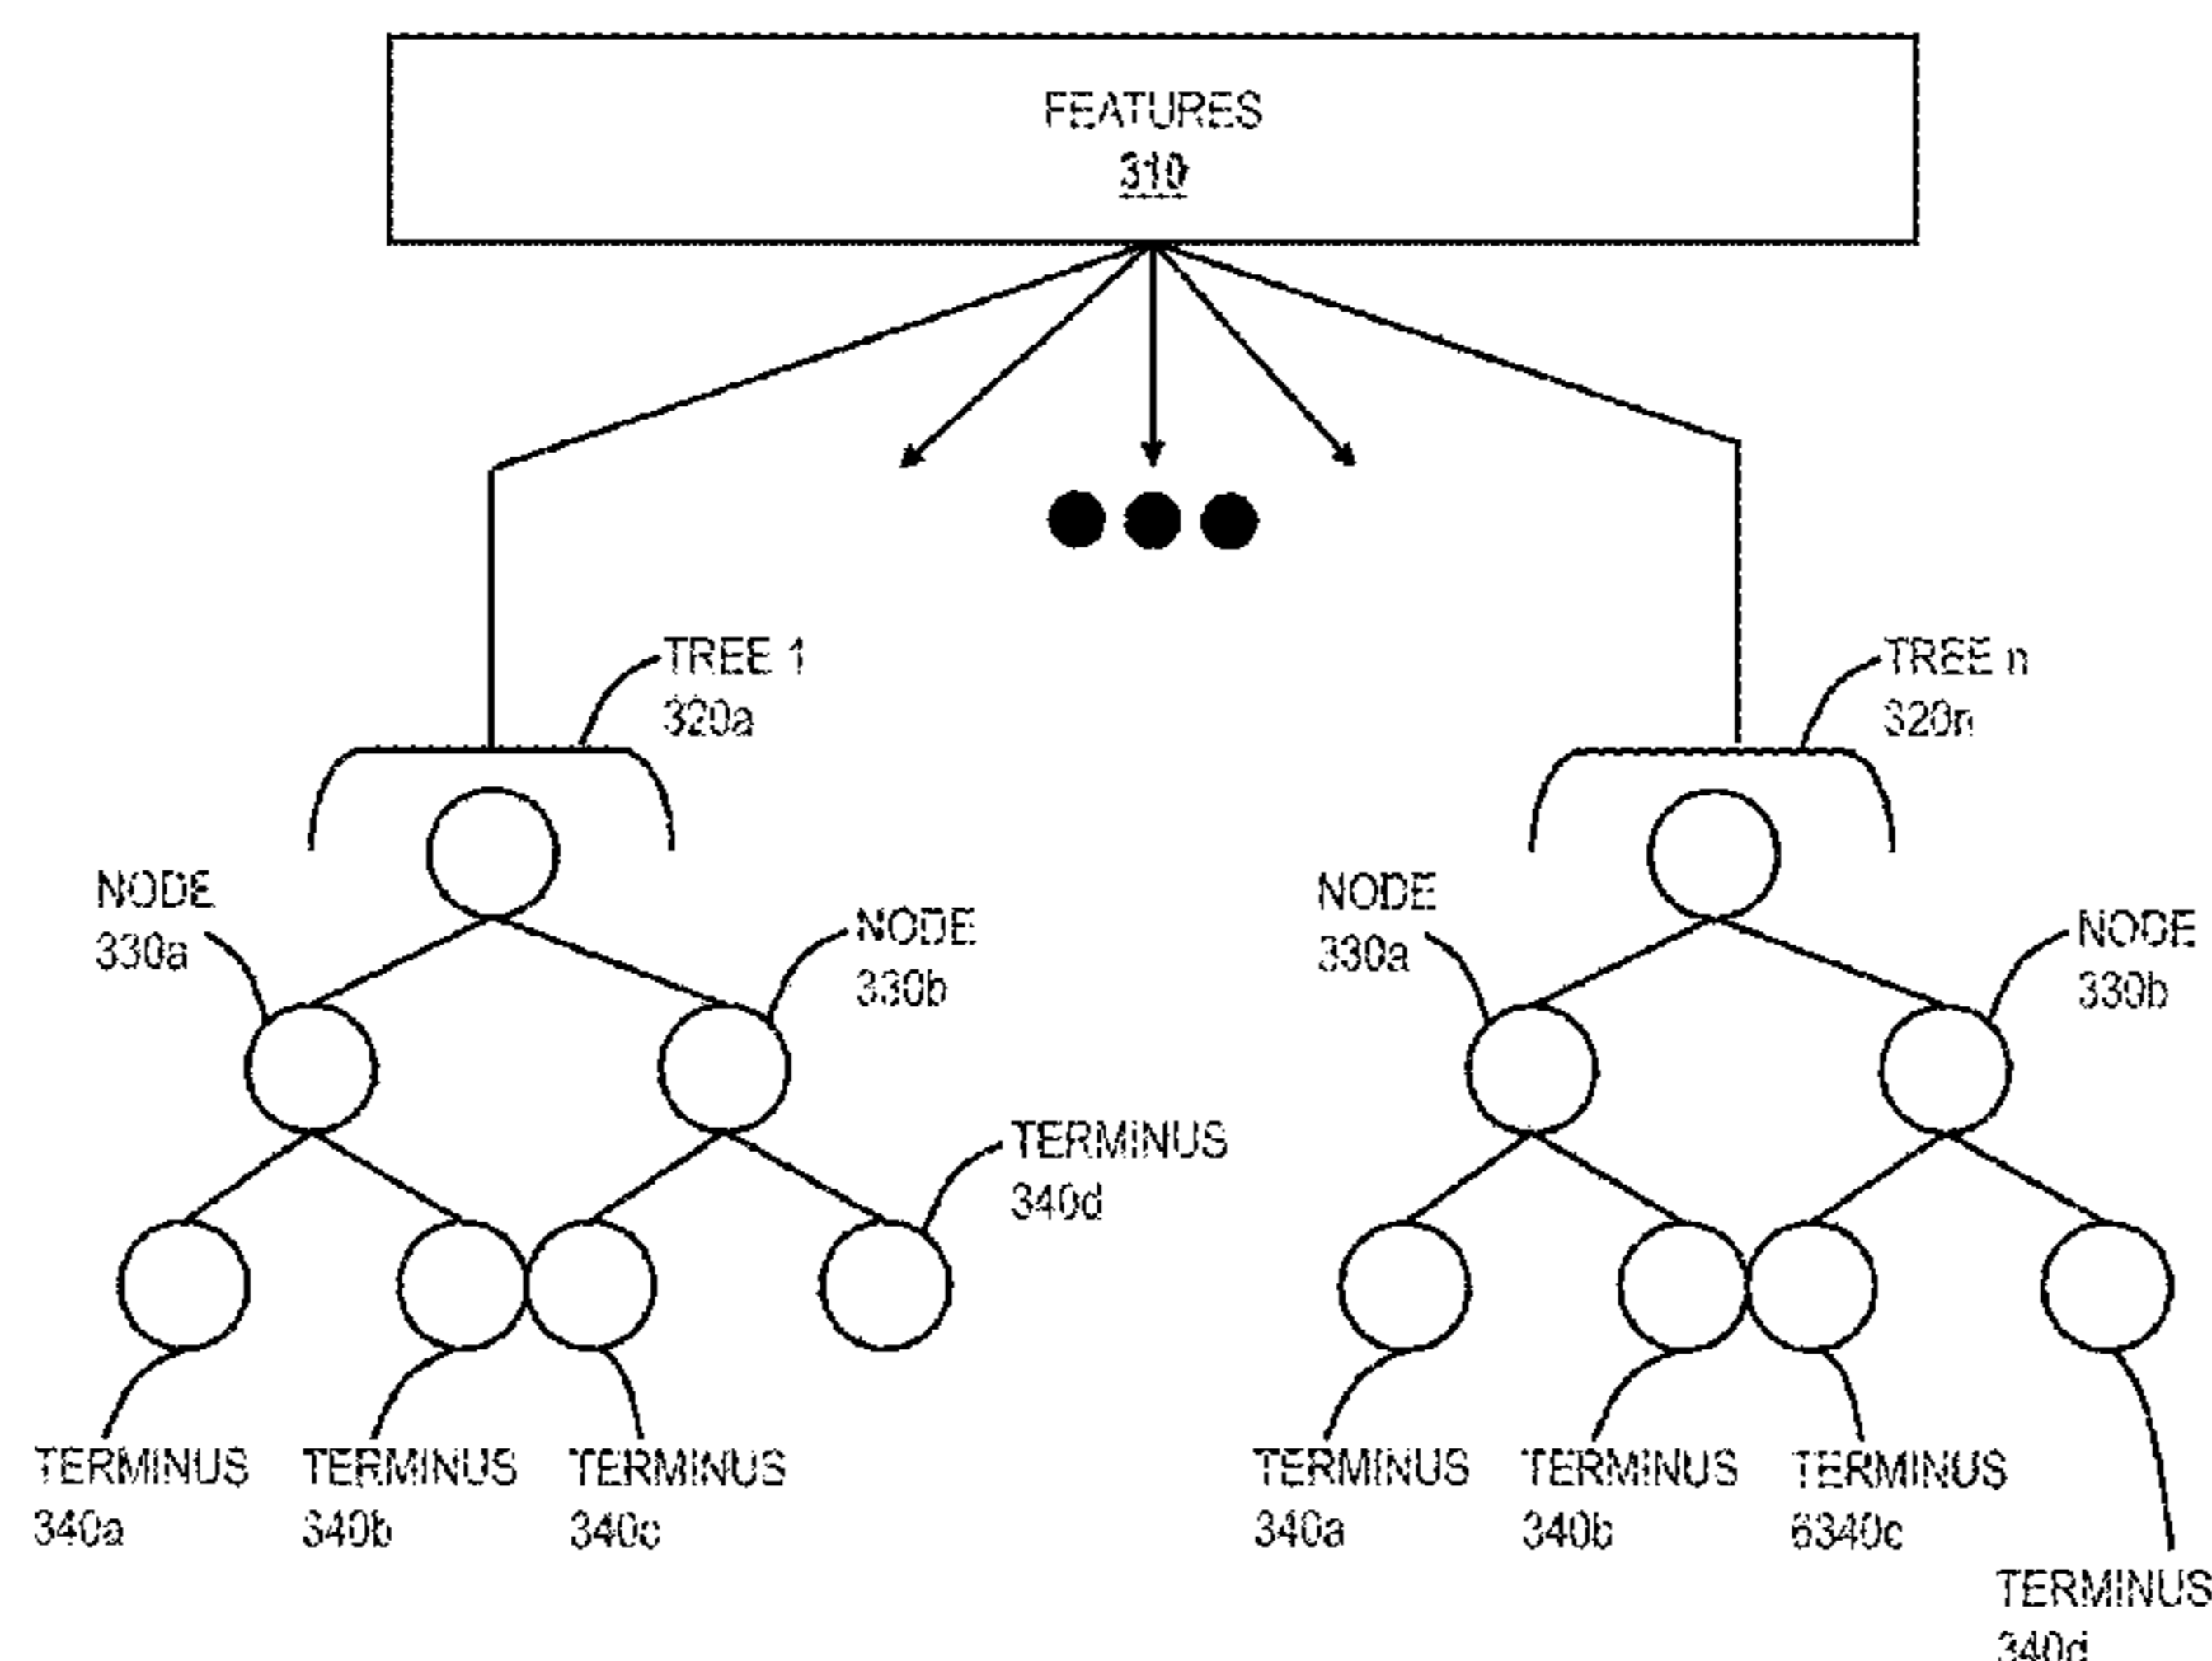 FEATURES
310
TREE 1
320a
TREE n
320n
NODE
330a
NODE
330b
NODE
330a
NODE
330b
TERMINUS
340d
TERMINUS
340a
TERMINUS
340b
TERMINUS
340c
TERMINUS
340a
TERMINUS
340b
TERMINUS
6340c
TERMINUS
340d